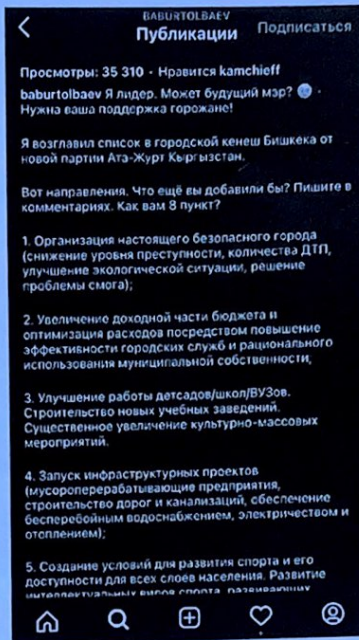 BABURTOLBAEV
Публикации
Подписаться
Просмотры: 35 310 · Нравится kamchieff
baburtolbaev Я лидер. Может будущий мэр? 
Нужна ваша поддержка горожане!
Я возглавил список в городской кенеш Бишкека от
новой партии Ата-Журт Кыргызстан.
Вот направления. Что ещё вы добавили бы? Пишите в
комментариях. Как вам 8 пункт?
1. Организация настоящего безопасного города
(снижение уровня преступности, количества ДТП,
улучшение экологической ситуации, решение
проблемы смога);
2. Увеличение доходной части бюджета и
оптимизация расходов посредством повышение
эффективности городских служб и рационального
использования муниципальной собственности;
3. Улучшение работы детсадов/школ/ВУЗов.
Строительство новых учебных заведений.
Существенное увеличение культурно-массовых
мероприятий.
4. Запуск инфраструктурных проектов
(мусороперерабатывающие предприятия,
строительство дорог и канализаций, обеспечение
бесперебойным водоснабжением, электричеством и
отоплением);
5. Создание условий для развития спорта и его
доступности для всех слоев населения. Развитие
интеллектуальных видов спорта, развивающих